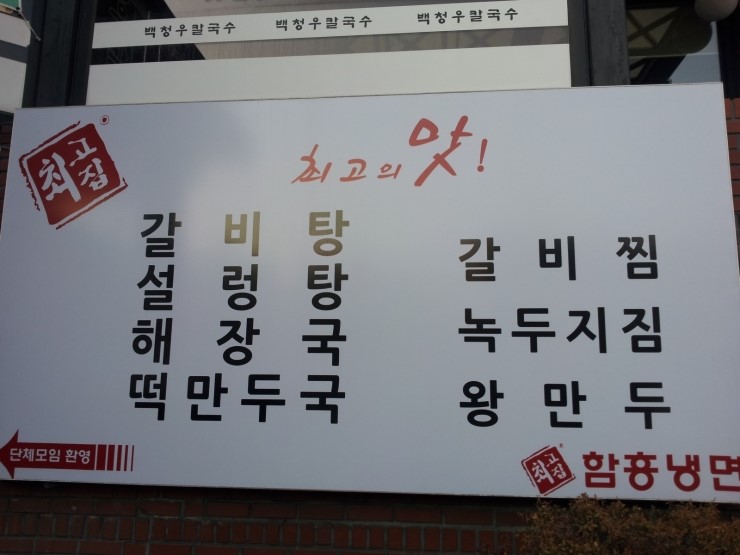 백청우칼국수 백청우칼국수 백청우칼국수
최고집
최고의 맛!
갈비탕
설렁탕
해장국
떡만두국
갈비찜
녹두지짐
왕만두
단체모임 환영
최고집 함흥냉면